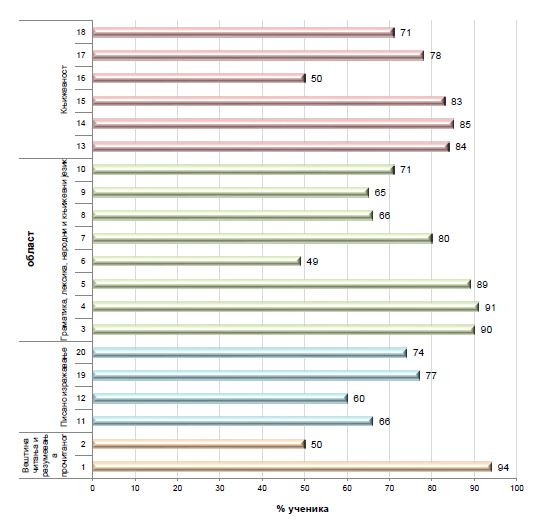 област
Књижевност
18 71
17 78
16 50
15 83
14 85
13 84
Граматика, лексика, народни и књижевни језик
10 71
9 65
8 66
7 80
6 49
5 89
4 91
3 90
Писано изражавање
20 74
19 77
12 60
11 66
Вештина
читања и
разумевањ
а
прочитаног
2 50
1 94
0 10 20 30 40 50 60 70 80 90 100
% ученика